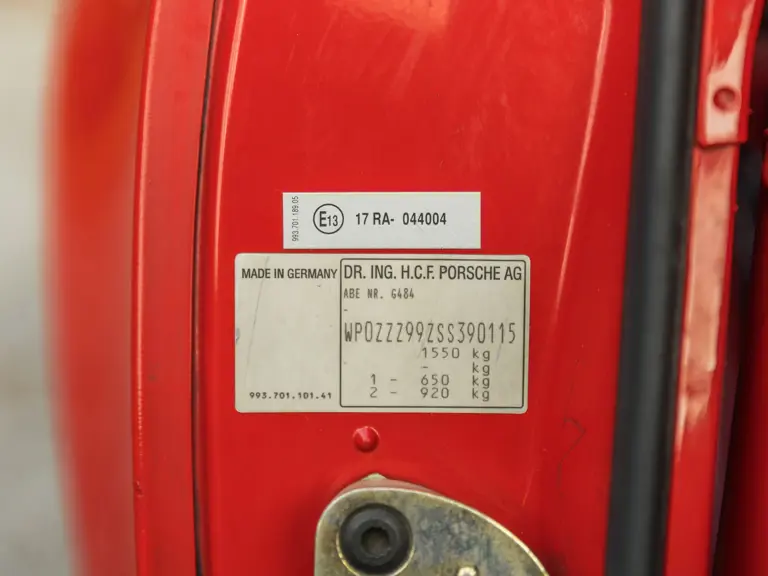 993.701.189.05
E13 17 RA- 044004
MADE IN GERMANY
DR. ING. H.C.F. PORSCHE AG
ABE NR. G484
-
WP0ZZZ99ZSS390115
1550 kg
- kg
1 - 650 kg
2 - 920 kg
993.701.101.41